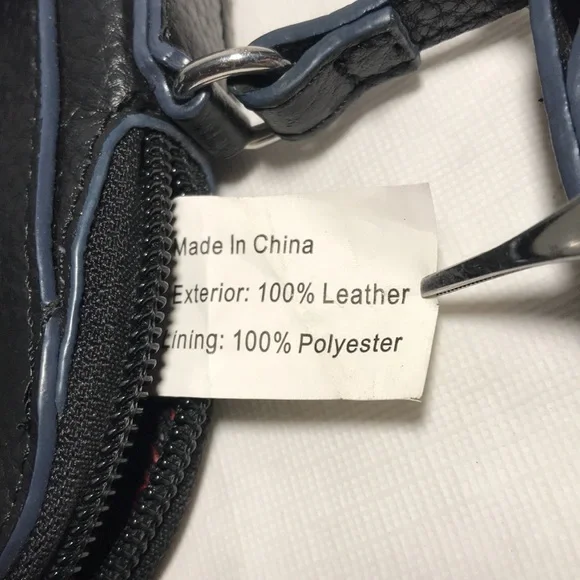 Made In China
Exterior: 100% Leather
ining: 100% Polyester